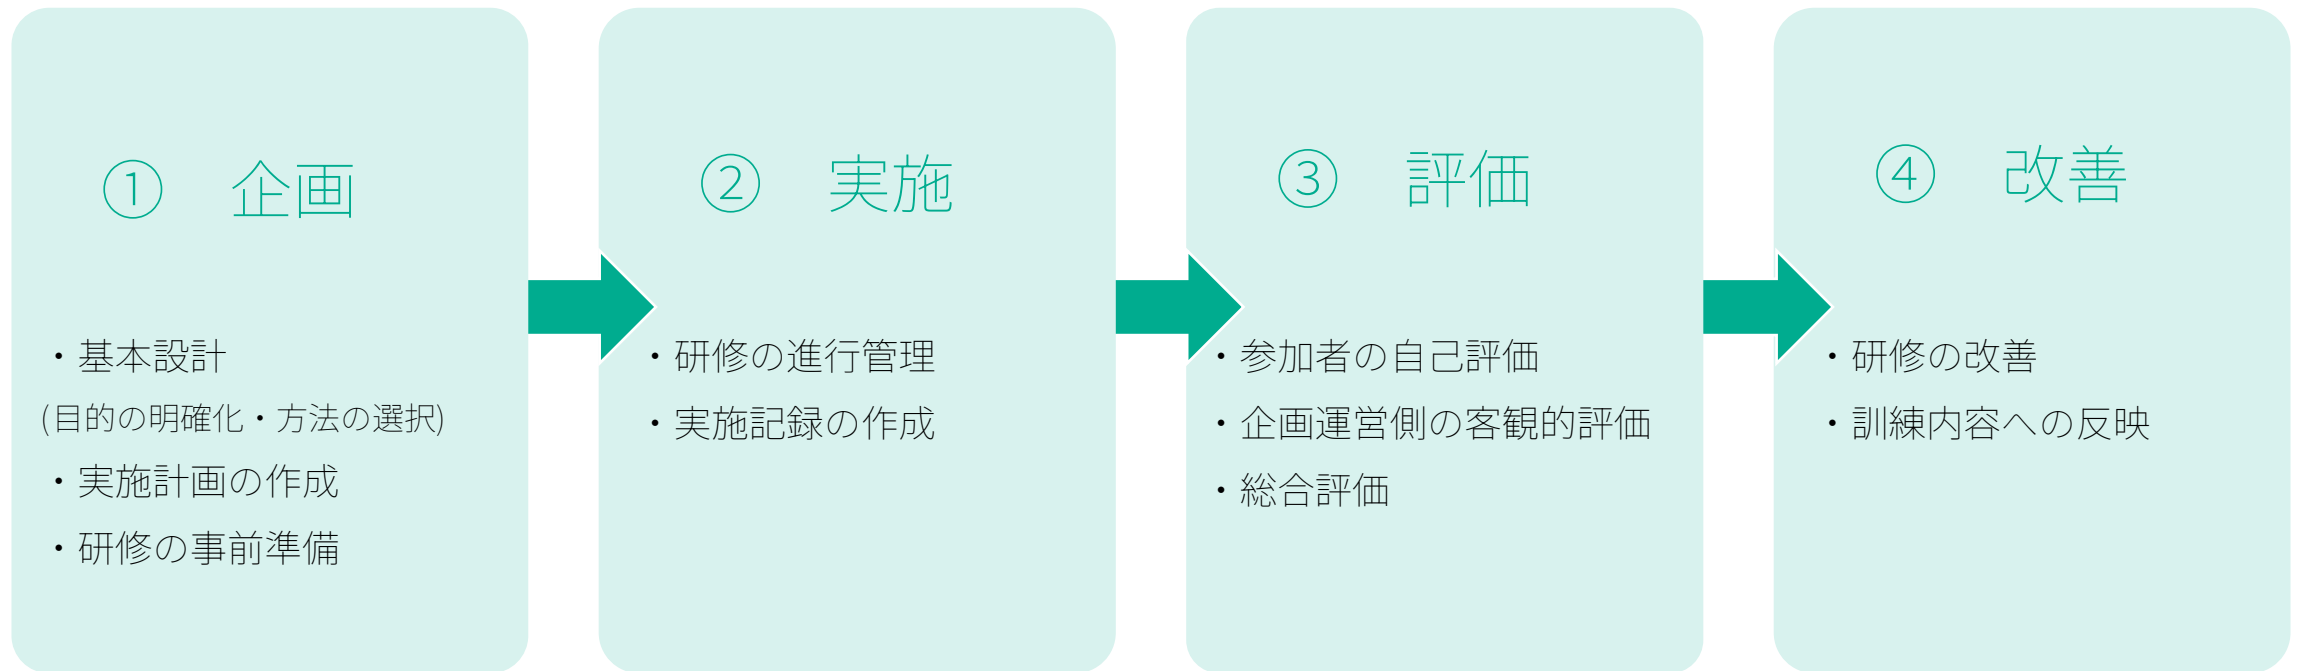 ① 企画
・基本設計
(目的の明確化・方法の選択)
・実施計画の作成
・研修の事前準備
② 実施
・研修の進行管理
・実施記録の作成
③ 評価
・参加者の自己評価
・企画運営側の客観的評価
・総合評価
④ 改善
・研修の改善
・訓練内容への反映